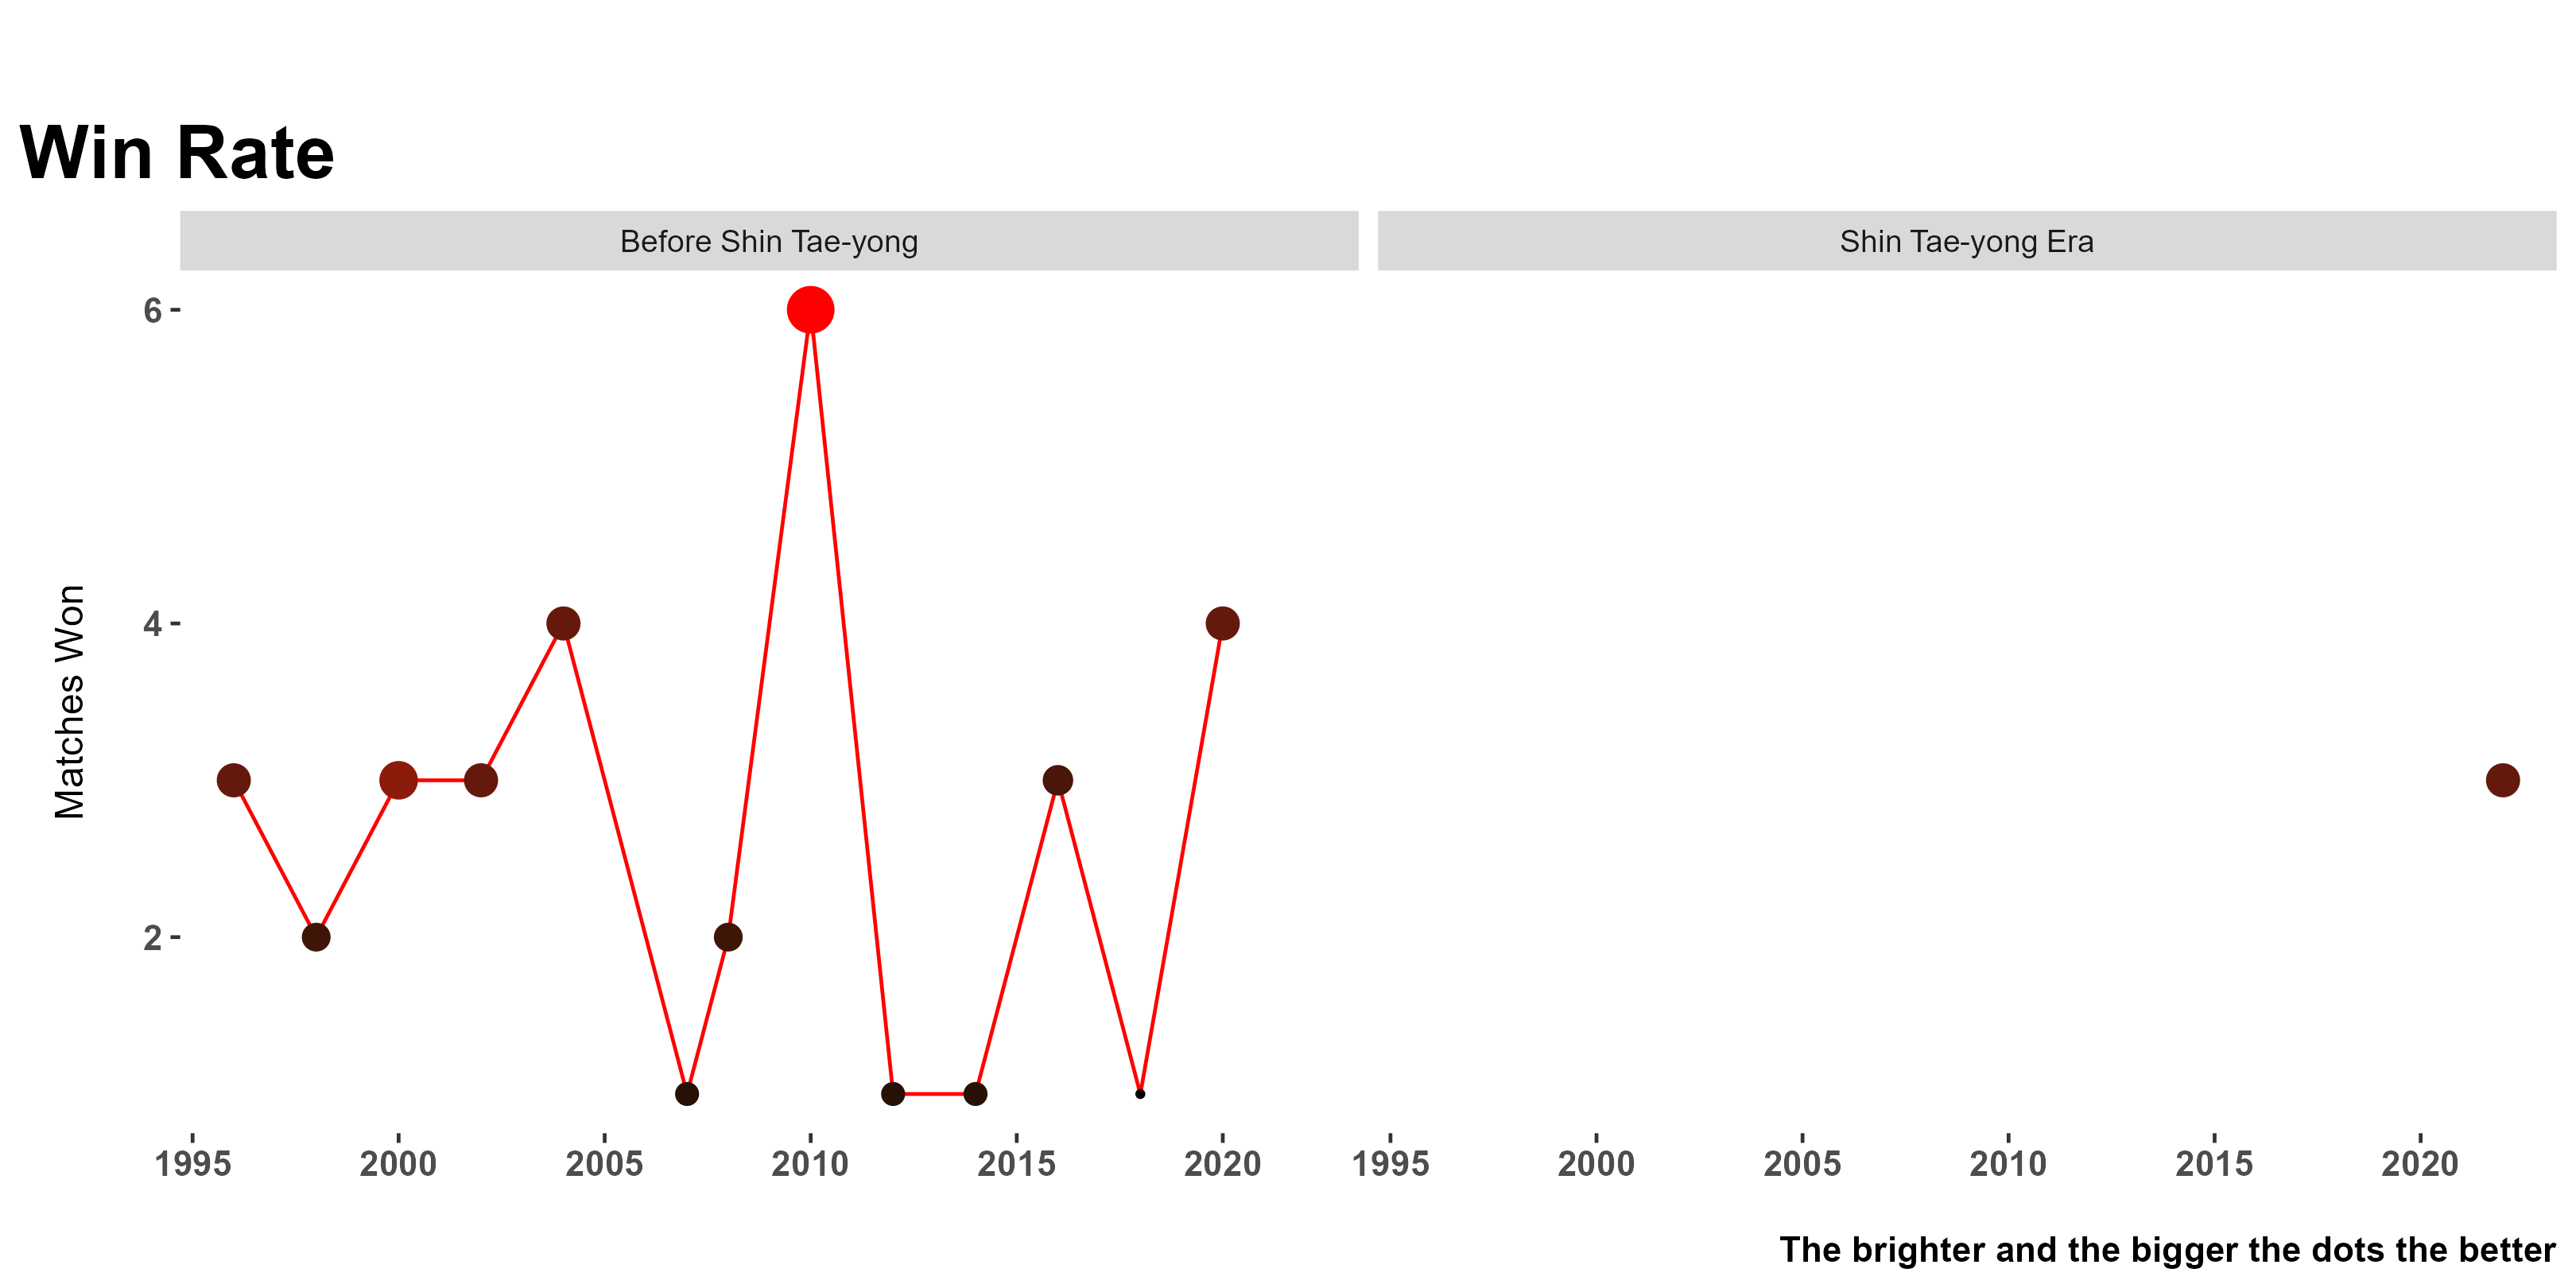 Win Rate
Before Shin Tae-yong
Shin Tae-yong Era
Matches Won
6
4
2
1995 2000 2005 2010 2015 2020 1995 2000 2005 2010 2015 2020
The brighter and the bigger the dots the better